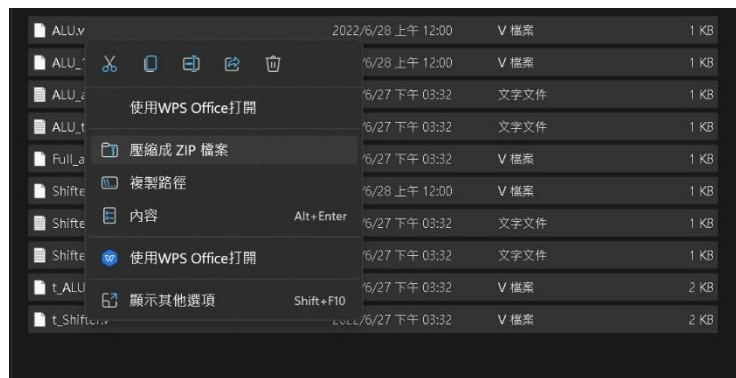 ALU.v 2022/6/28 上午 12:00 V 檔案 1 KB
ALU_1 /6/28 上午 12:00 V 檔案 1 KB
ALU_a /6/27 下午 03:32 文字文件 1 KB
使用WPS Office打開
ALU_t /6/27 下午 03:32 文字文件 1 KB
壓縮成 ZIP 檔案
Full_a /6/27 下午 03:32 V 檔案 1 KB
複製路徑
Shifte /6/28 上午 12:00 V 檔案 1 KB
內容 Alt+Enter
Shifte /6/27 下午 03:32 文字文件 1 KB
Shifte /6/27 下午 03:32 文字文件 1 KB
使用WPS Office打開
t_ALU /6/27 下午 03:32 V 檔案 2 KB
顯示其他選項 Shift+F10
t_Shifter.v 2022/6/27 下午 03:32 V 檔案 2 KB